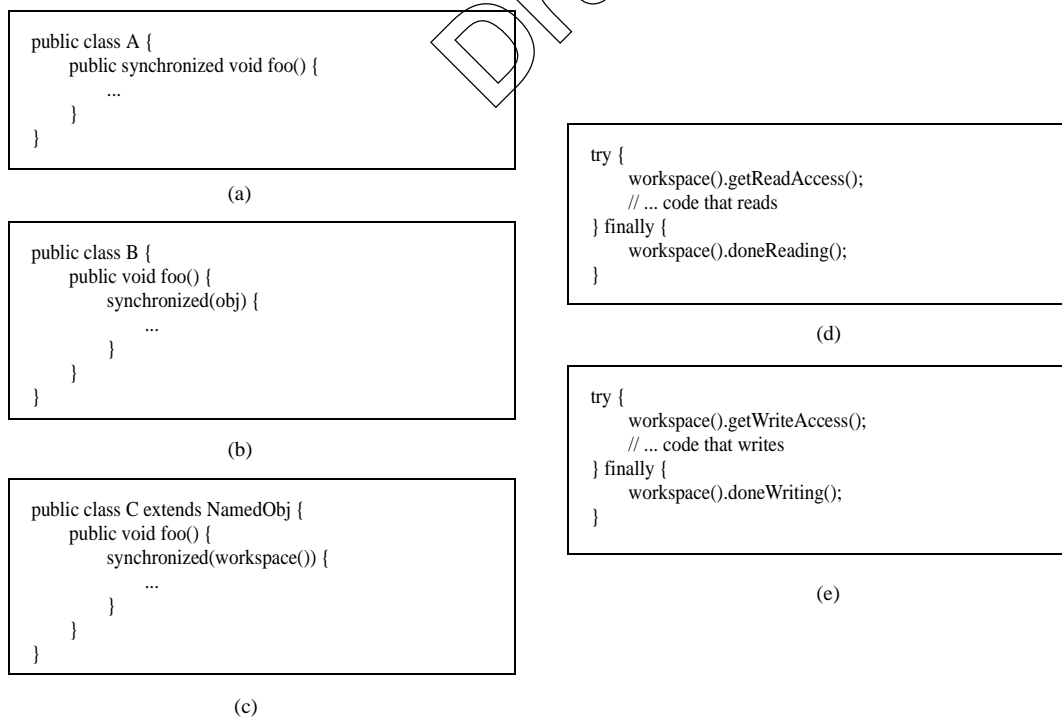 public class A {
public synchronized void foo() {
...
}
}
(a)
public class B {
public void foo() {
synchronized(obj) {
...
}
}
}
(b)
public class C extends NamedObj {
public void foo() {
synchronized(workspace()) {
...
}
}
}
(c)
try {
workspace().getReadAccess();
// ... code that reads
} finally {
workspace().doneReading();
}
(d)
try {
workspace().getWriteAccess();
// ... code that writes
} finally {
workspace().doneWriting();
}
(e)